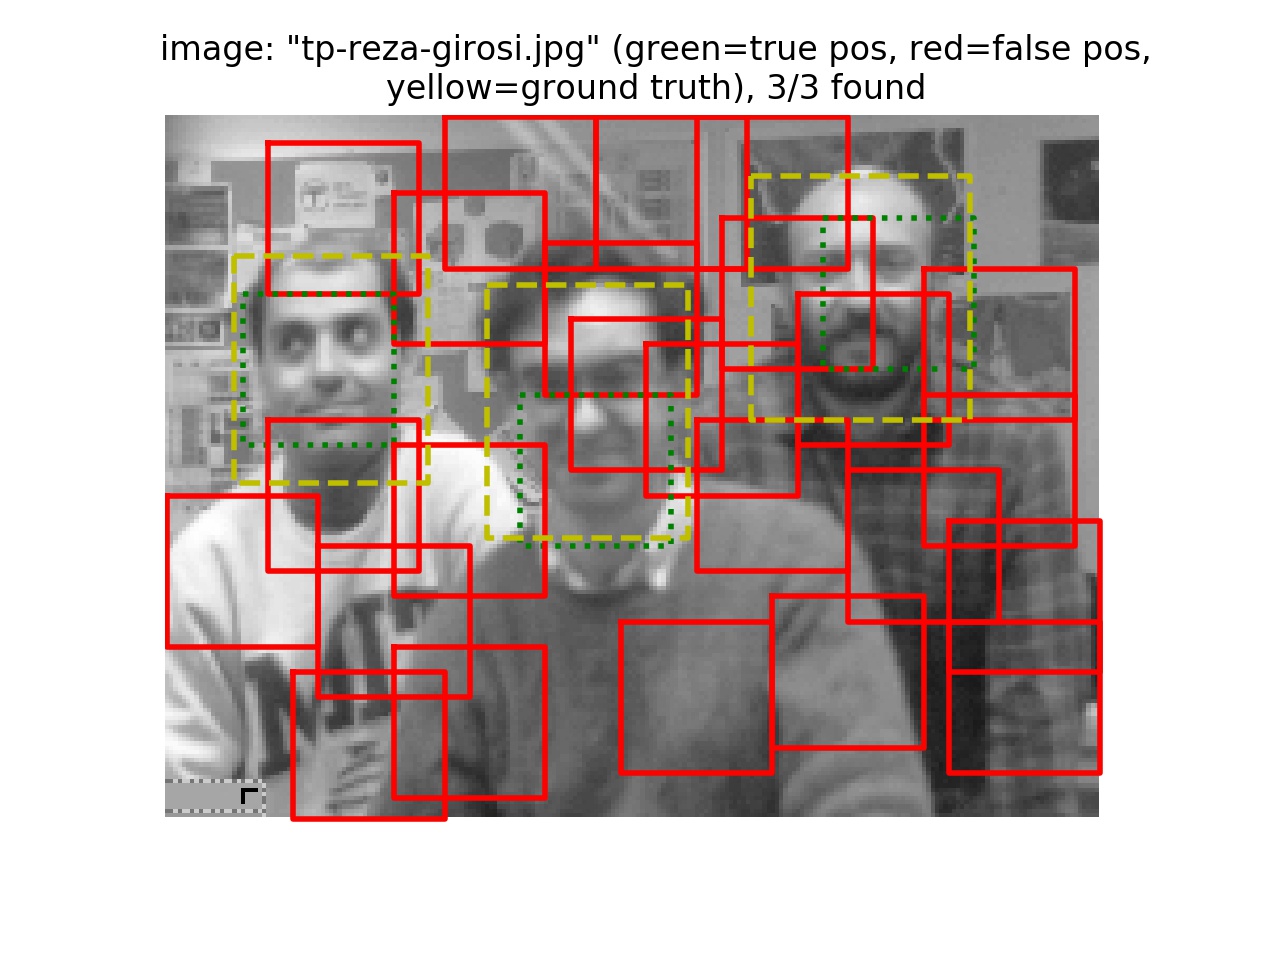 image: "tp-reza-girosi.jpg" (green=true pos, red=false pos,
yellow=ground truth), 3/3 found